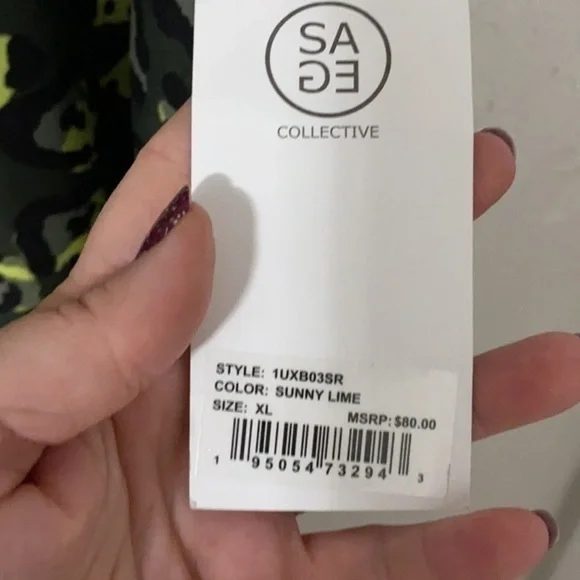 SA
GE
COLLECTIVE
STYLE: 1UXB03SR
COLOR: SUNNY LIME
SIZE: XL
MSRP: $80.00
1 95054 73294 3